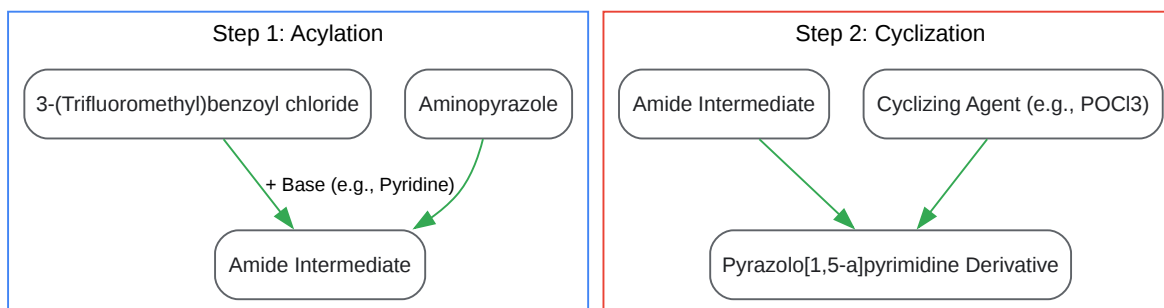 Step 1: Acylation
3-(Trifluoromethyl)benzoyl chloride
Aminopyrazole
+ Base (e.g., Pyridine)
Amide Intermediate
Step 2: Cyclization
Amide Intermediate
Cyclizing Agent (e.g., POCl3)
Pyrazolo[1,5-a]pyrimidine Derivative